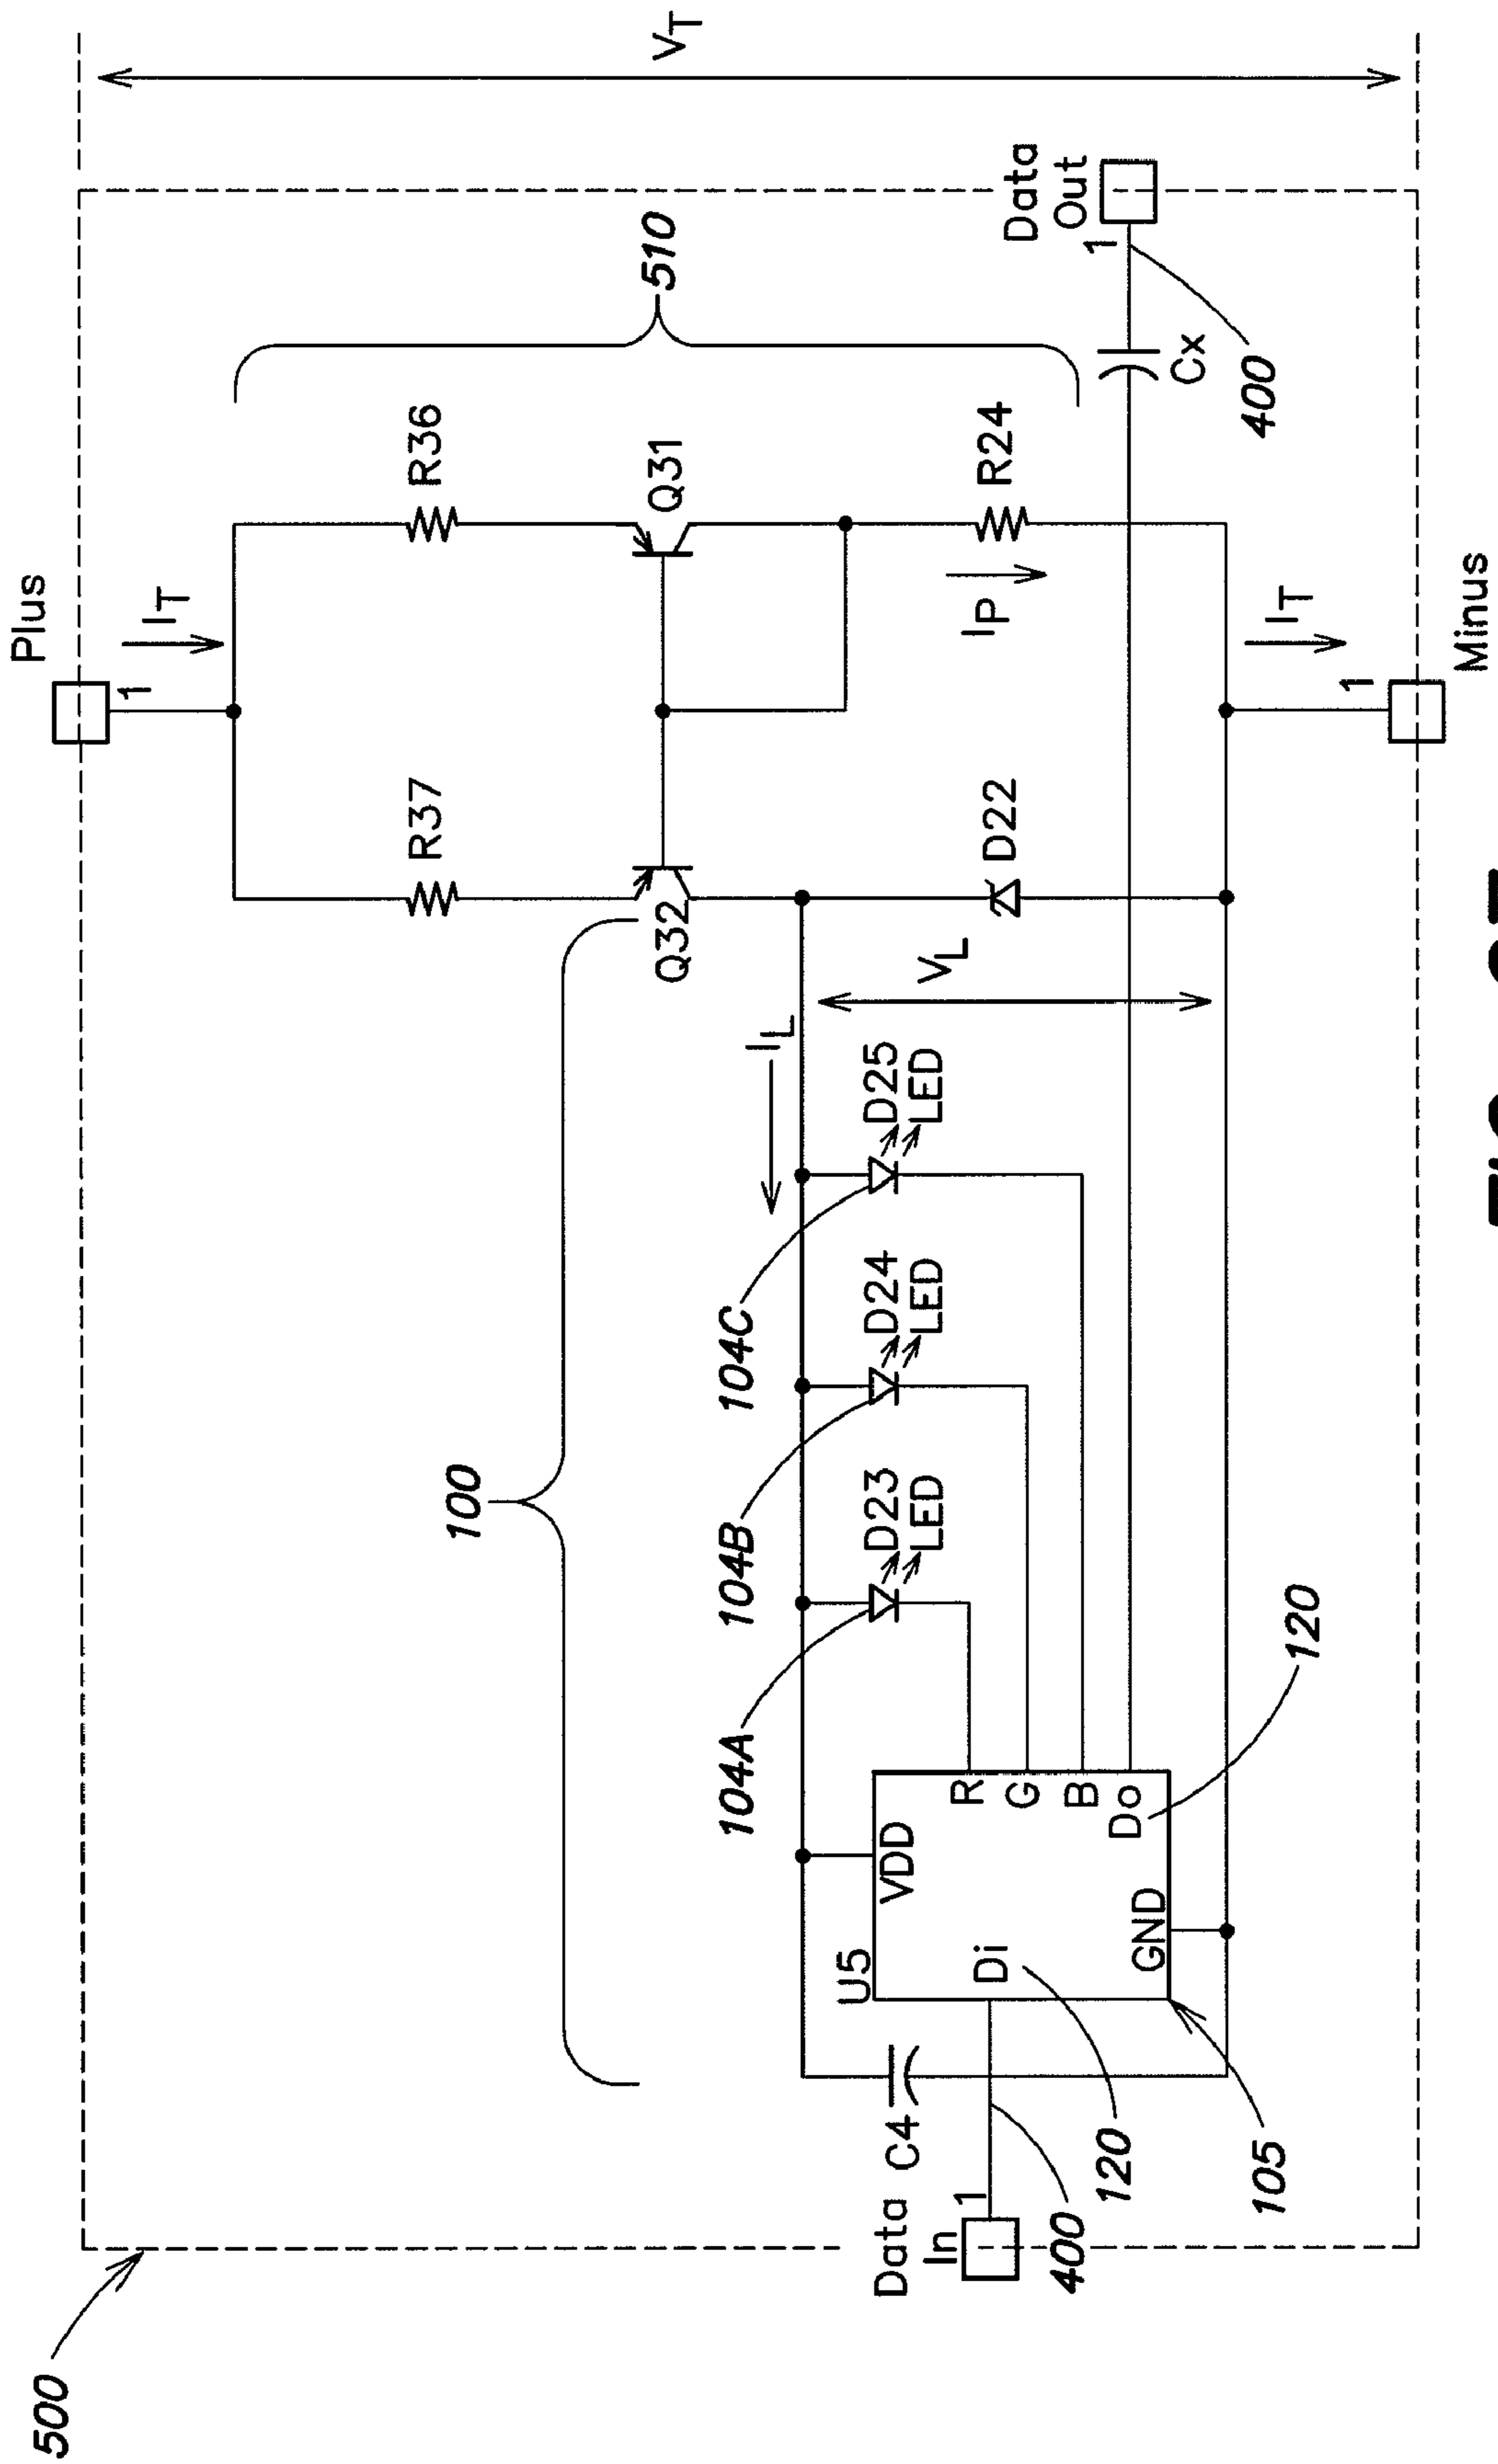 500
Plus
1
IT
R37
R36
100
Q32
Q31
510
VT
104A
104B
104C
IL
D23
LED
D24
LED
D25
LED
VL
D22
IP
R24
U5
VDD
Data
In
1
C4
Di
R
G
B
Do
GND
Data
Out
1
Cx
400
120
105
120
400
IT
1
Minus